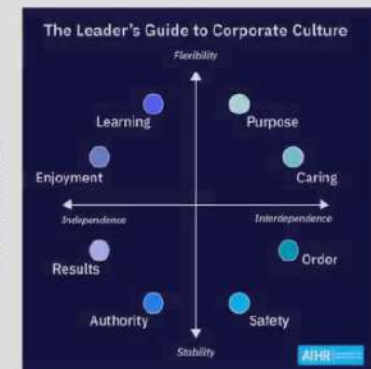 The Leader's Guide to Corporate Culture
Flexibility
Learning
Purpose
Enjoyment
Caring
Independence
Interdependence
Results
Order
Authority
Safety
Stability
AIHR